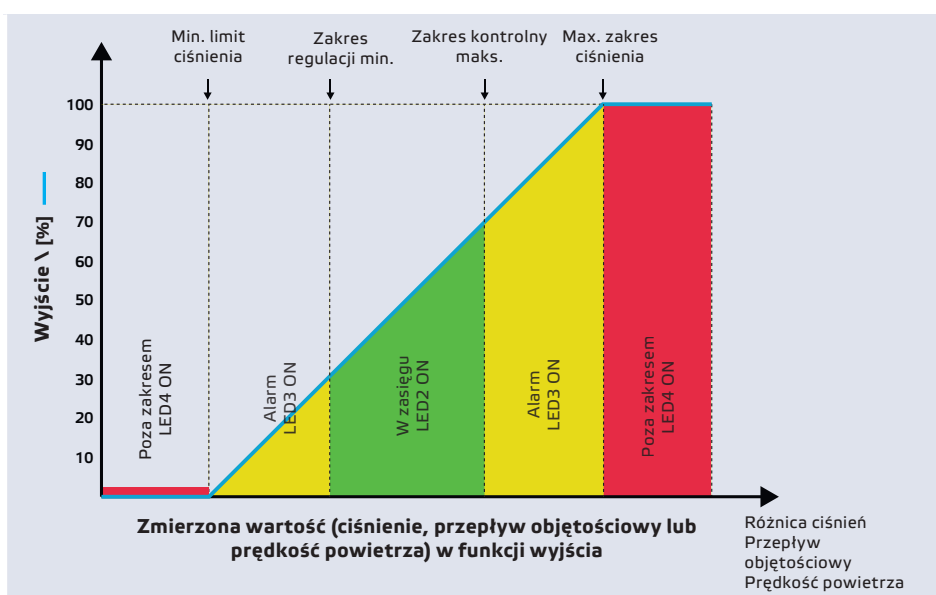 Min. limit
ciśnienia
Zakres
regulacji min.
Zakres kontrolny
maks.
Max. zakres
ciśnienia
Wyjście \ [%]
100
90
80
70
60
50
40
30
20
10
Poza zakresem
LED4 ON
Alarm
LED3 ON
W zasięgu
LED2 ON
Alarm
LED3 ON
Poza zakresem
LED4 ON
Zmierzona wartość (ciśnienie, przepływ objętościowy lub
prędkość powietrza) w funkcji wyjścia
Różnica ciśnień
Przepływ
objętościowy
Prędkość powietrza